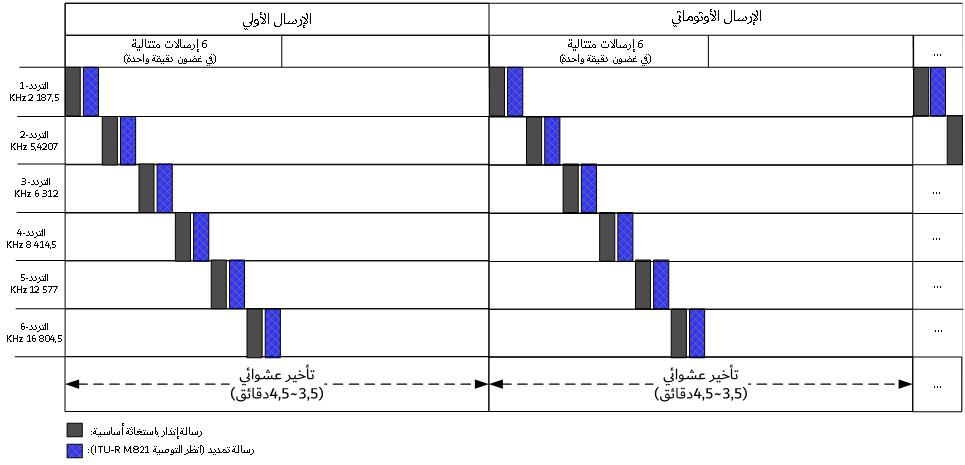 الإرسال الأولي
الإرسال الأوتوماتي
6 إرسالات متتالية
(في غضون دقيقة واحدة)
6 إرسالات متتالية
(في غضون دقيقة واحدة)
...
التردد-1
KHz 2 187,5
التردد-2
KHz 5,4207
التردد-3
KHz 6 312
...
التردد-4
KHz 8 414,5
...
التردد-5
KHz 12 577
...
التردد-6
KHz 16 804,5
...
تأخير عشوائي
(3,5~4,5دقائق)
تأخير عشوائي
(3,5~4,5دقائق)
...
رسالة إنذار باستغاثة أساسية:
رسالة تمديد (انظر التوصية ITU-R M.821):